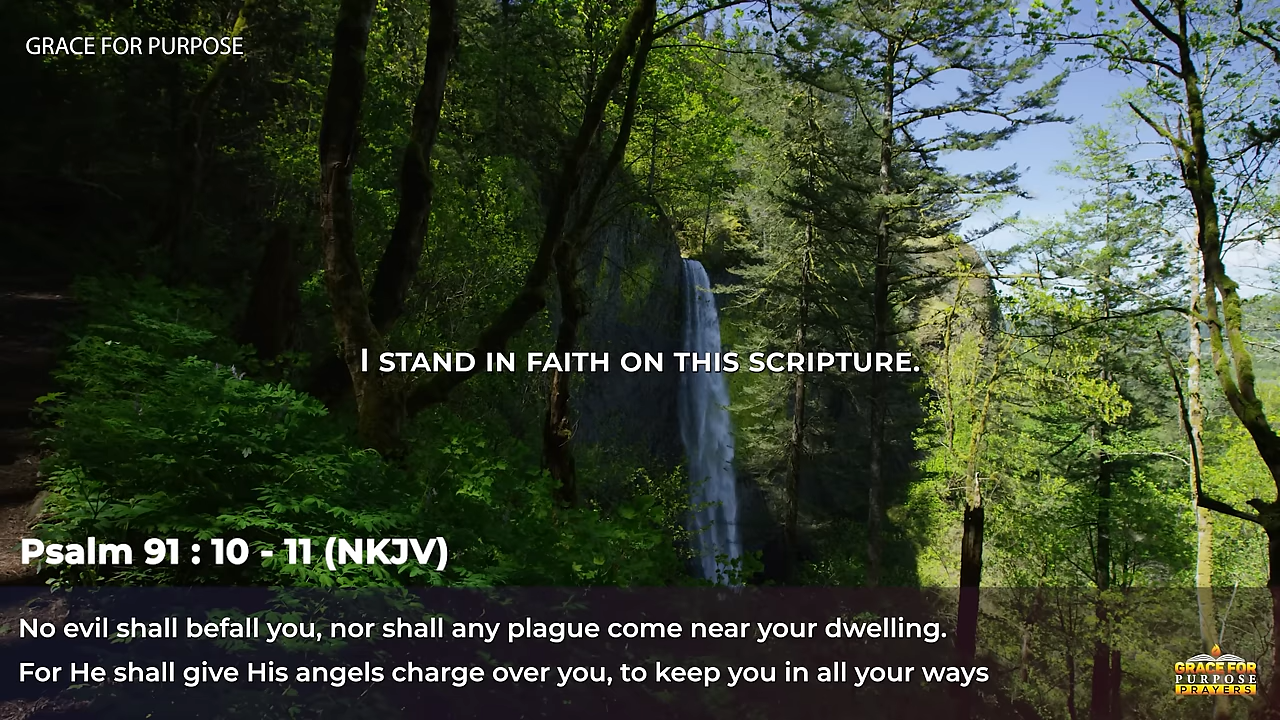 GRACE FOR PURPOSE
I STAND IN FAITH ON THIS SCRIPTURE.
Psalm 91 : 10 - 11 (NKJV)
No evil shall befall you, nor shall any plague come near your dwelling.
For He shall give His angels charge over you, to keep you in all your ways
GRACE FOR
PURPOSE
PRAYERS